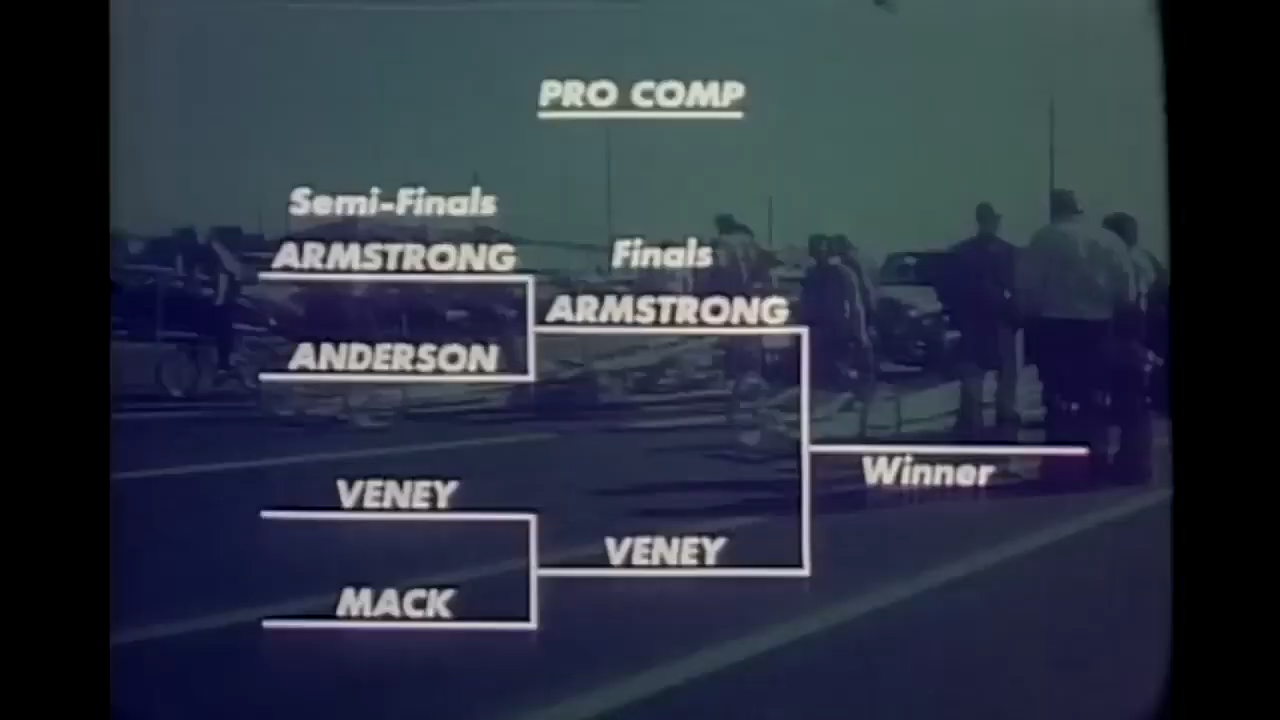 PRO COMP
Semi-Finals
ARMSTRONG
Finals
ARMSTRONG
ANDERSON
Winner
VENEY
VENEY
MACK